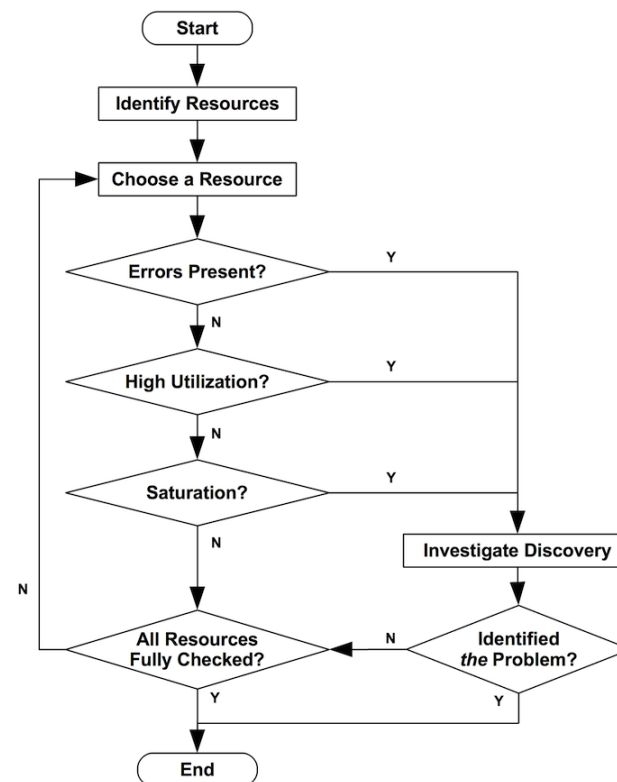 Start
Identify Resources
Choose a Resource
Errors Present?
Y
N
High Utilization?
Y
N
Saturation?
Y
N
Investigate Discovery
N
All Resources
Fully Checked?
N
Identified
the Problem?
Y
Y
End